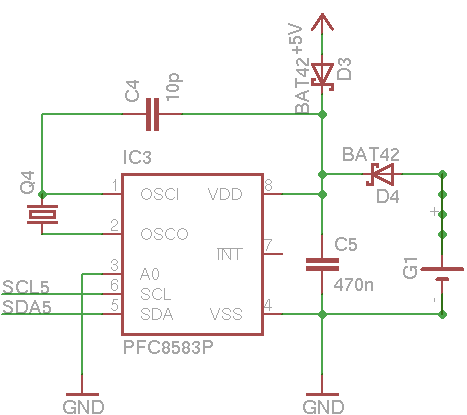 +5V
BAT42
D3
C4
10p
IC3
BAT42
D4
Q4
1
OSCI
VDD
8
2
OSCO
INT
7
3
A0
C5
470n
+
G1
-
SCL5
6
SCL
SDA5
5
SDA
VSS
4
PFC8583P
GND
GND